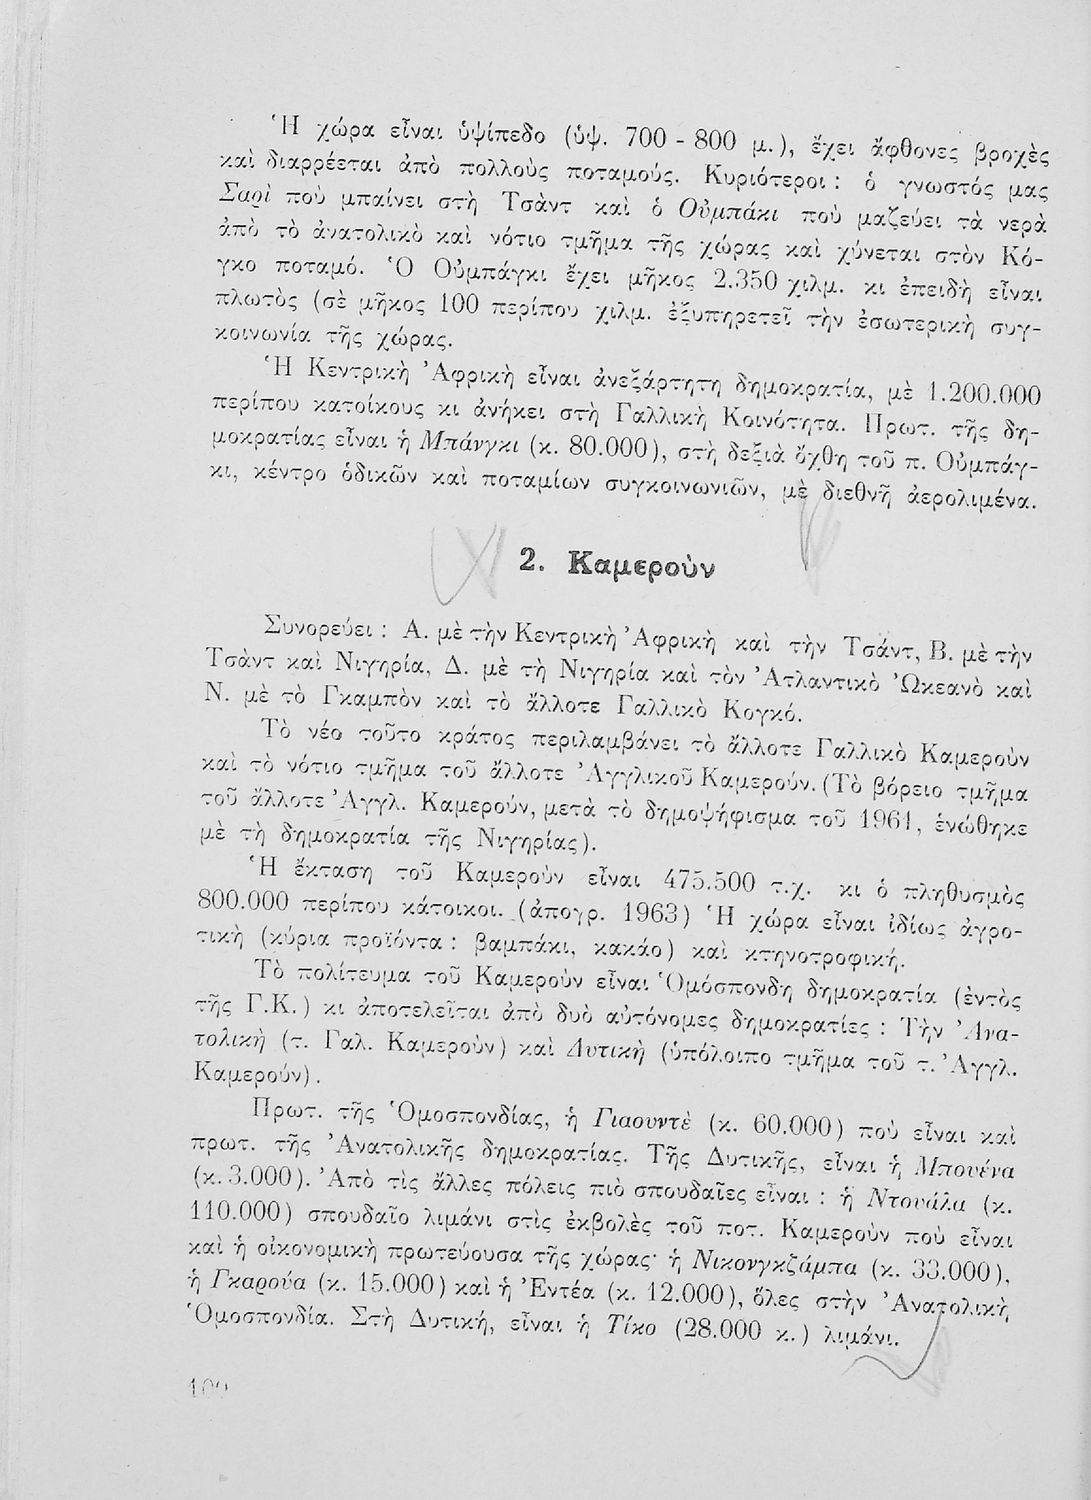 Ἡ χώρα εἶναι ὑψίπεδο (ὑψ. 700 - 800 μ.), ἔχει ἄφθονες βροχὲς
καὶ διαρρέεται ἀπὸ πολλοὺς ποταμούς. Κυριότεροι : ὁ γνωστός μας
Σαρὶ ποὺ μπαίνει στὴ Τσὰντ καὶ ὁ Οὐμπάκι ποὺ μαζεύει τὰ νερὰ
ἀπὸ τὸ ἀνατολικὸ καὶ νότιο τμῆμα τῆς χώρας καὶ χύνεται στὸν Κό-
γκο ποταμό. Ὁ Οὐμπάγκι ἔχει μῆκος 2.350 χιλμ. κι ἐπειδὴ εἶναι
πλωτὸς (σὲ μῆκος 100 περίπου χιλμ. ἐξυπηρετεῖ τὴν ἐσωτερικὴ συγ-
κοινωνία τῆς χώρας.
Ἡ Κεντρικὴ Ἀφρικὴ εἶναι ἀνεξάρτητη δημοκρατία, μὲ 1.200.000
περίπου κατοίκους κι ἀνήκει στὴ Γαλλικὴ Κοινότητα. Πρωτ. τῆς δη-
μοκρατίας εἶναι ἡ Μπάνγκι (κ. 80.000), στὴ δεξιὰ ὄχθη τοῦ π. Οὐμπάγ-
κι, κέντρο ὁδικῶν καὶ ποταμίων συγκοινωνιῶν, μὲ διεθνῆ ἀερολιμένα.
2. Καμεροὺν
Συνορεύει : Α. μὲ τὴν Κεντρικὴ Ἀφρικὴ καὶ τὴν Τσάντ, Β. μὲ τὴν
Τσὰντ καὶ Νιγηρία, Δ. μὲ τὴ Νιγηρία καὶ τὸν Ἀτλαντικὸ Ὠκεανὸ καὶ
Ν. μὲ τὸ Γκαμπὸν καὶ τὸ ἄλλοτε Γαλλικὸ Κογκό.
Τὸ νέο τοῦτο κράτος περιλαμβάνει τὸ ἄλλοτε Γαλλικὸ Καμεροὺν
καὶ τὸ νότιο τμῆμα τοῦ ἄλλοτε Ἀγγλικοῦ Καμερούν. (Τὸ βόρειο τμῆμα
τοῦ ἄλλοτε Ἀγγλ. Καμερούν, μετὰ τὸ δημοψήφισμα τοῦ 1961, ἑνώθηκε
μὲ τὴ δημοκρατία τῆς Νιγηρίας).
Ἡ ἔκταση τοῦ Καμεροὺν εἶναι 475.500 τ.χ. κι ὁ πληθυσμὸς
800.000 περίπου κάτοικοι. (ἀπογρ. 1963) Ἡ χώρα εἶναι ἰδίως ἀγρο-
τικὴ (κύρια προϊόντα : βαμπάκι, κακάο) καὶ κτηνοτροφική.
Τὸ πολίτευμα τοῦ Καμεροὺν εἶναι Ὁμόσπονδη δημοκρατία (ἐντὸς
τῆς Γ.Κ.) κι ἀποτελεῖται ἀπὸ δυὸ αὐτόνομες δημοκρατίες : Τὴν Ἀνα-
τολικὴ (τ. Γαλ. Καμεροὺν) καὶ Δυτικὴ (ὑπόλοιπο τμῆμα τοῦ τ. Ἀγγλ.
Καμερούν).
Πρωτ. τῆς Ὁμοσπονδίας, ἡ Γιαουντὲ (κ. 60.000) ποὺ εἶναι καὶ
πρωτ. τῆς Ἀνατολικῆς δημοκρατίας. Τῆς Δυτικῆς, εἶναι ἡ Μπουένα
(κ. 3.000). Ἀπὸ τὶς ἄλλες πόλεις πιὸ σπουδαῖες εἶναι : ἡ Ντουάλα (κ.
110.000) σπουδαῖο λιμάνι στὶς ἐκβολὲς τοῦ ποτ. Καμεροὺν ποὺ εἶναι
καὶ ἡ οἰκονομικὴ πρωτεύουσα τῆς χώρας· ἡ Νικονγκζάμπα (κ. 33.000),
ἡ Γκαρούα (κ. 15.000) καὶ ἡ Ἐντέα (κ. 12.000), ὅλες στὴν Ἀνατολικὴ
Ὁμοσπονδία. Στὴ Δυτική, εἶναι ἡ Τίκο (28.000 κ.) λιμάνι.
100